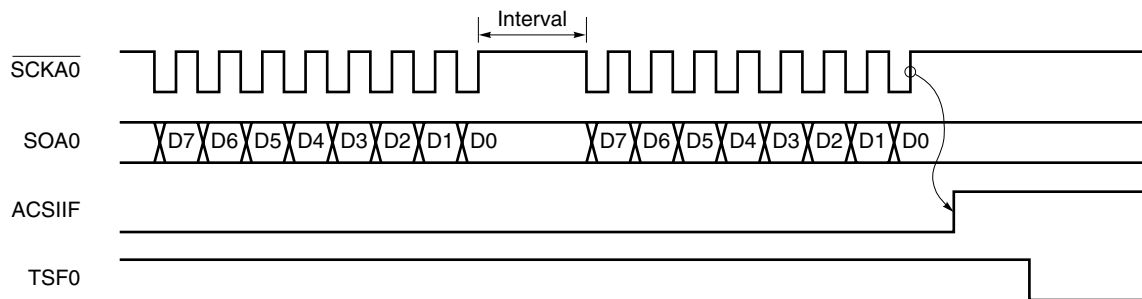 Interval
SCKA0
SOA0 D7 D6 D5 D4 D3 D2 D1 D0 D7 D6 D5 D4 D3 D2 D1 D0
ACSIIF
TSF0